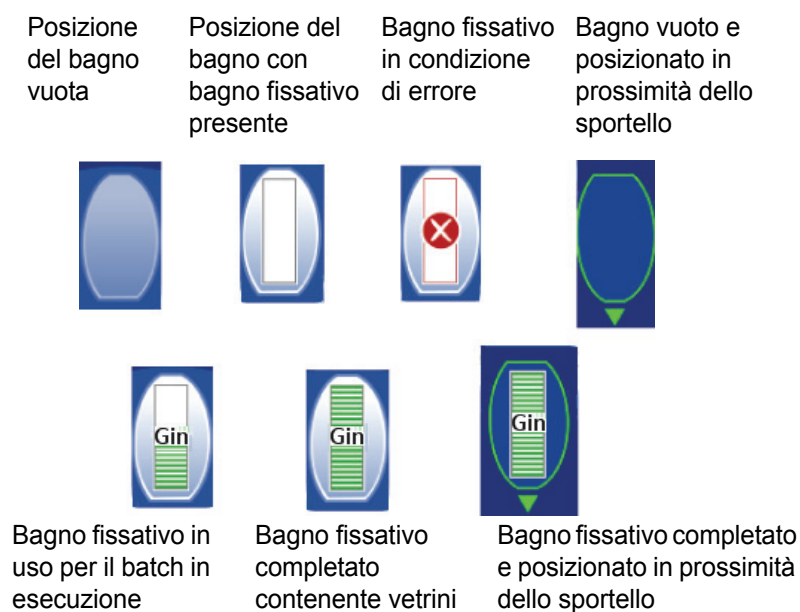 Posizione
del bagno
vuota
Posizione del
bagno con
bagno fissativo
presente
Bagno fissativo
in condizione
di errore
Bagno vuoto e
posizionato in
prossimità dello
sportello
Gin
Gin
Gin
Bagno fissativo in
uso per il batch in
esecuzione
Bagno fissativo
completato
contenente vetrini
Bagno fissativo completato
e posizionato in prossimità
dello sportello